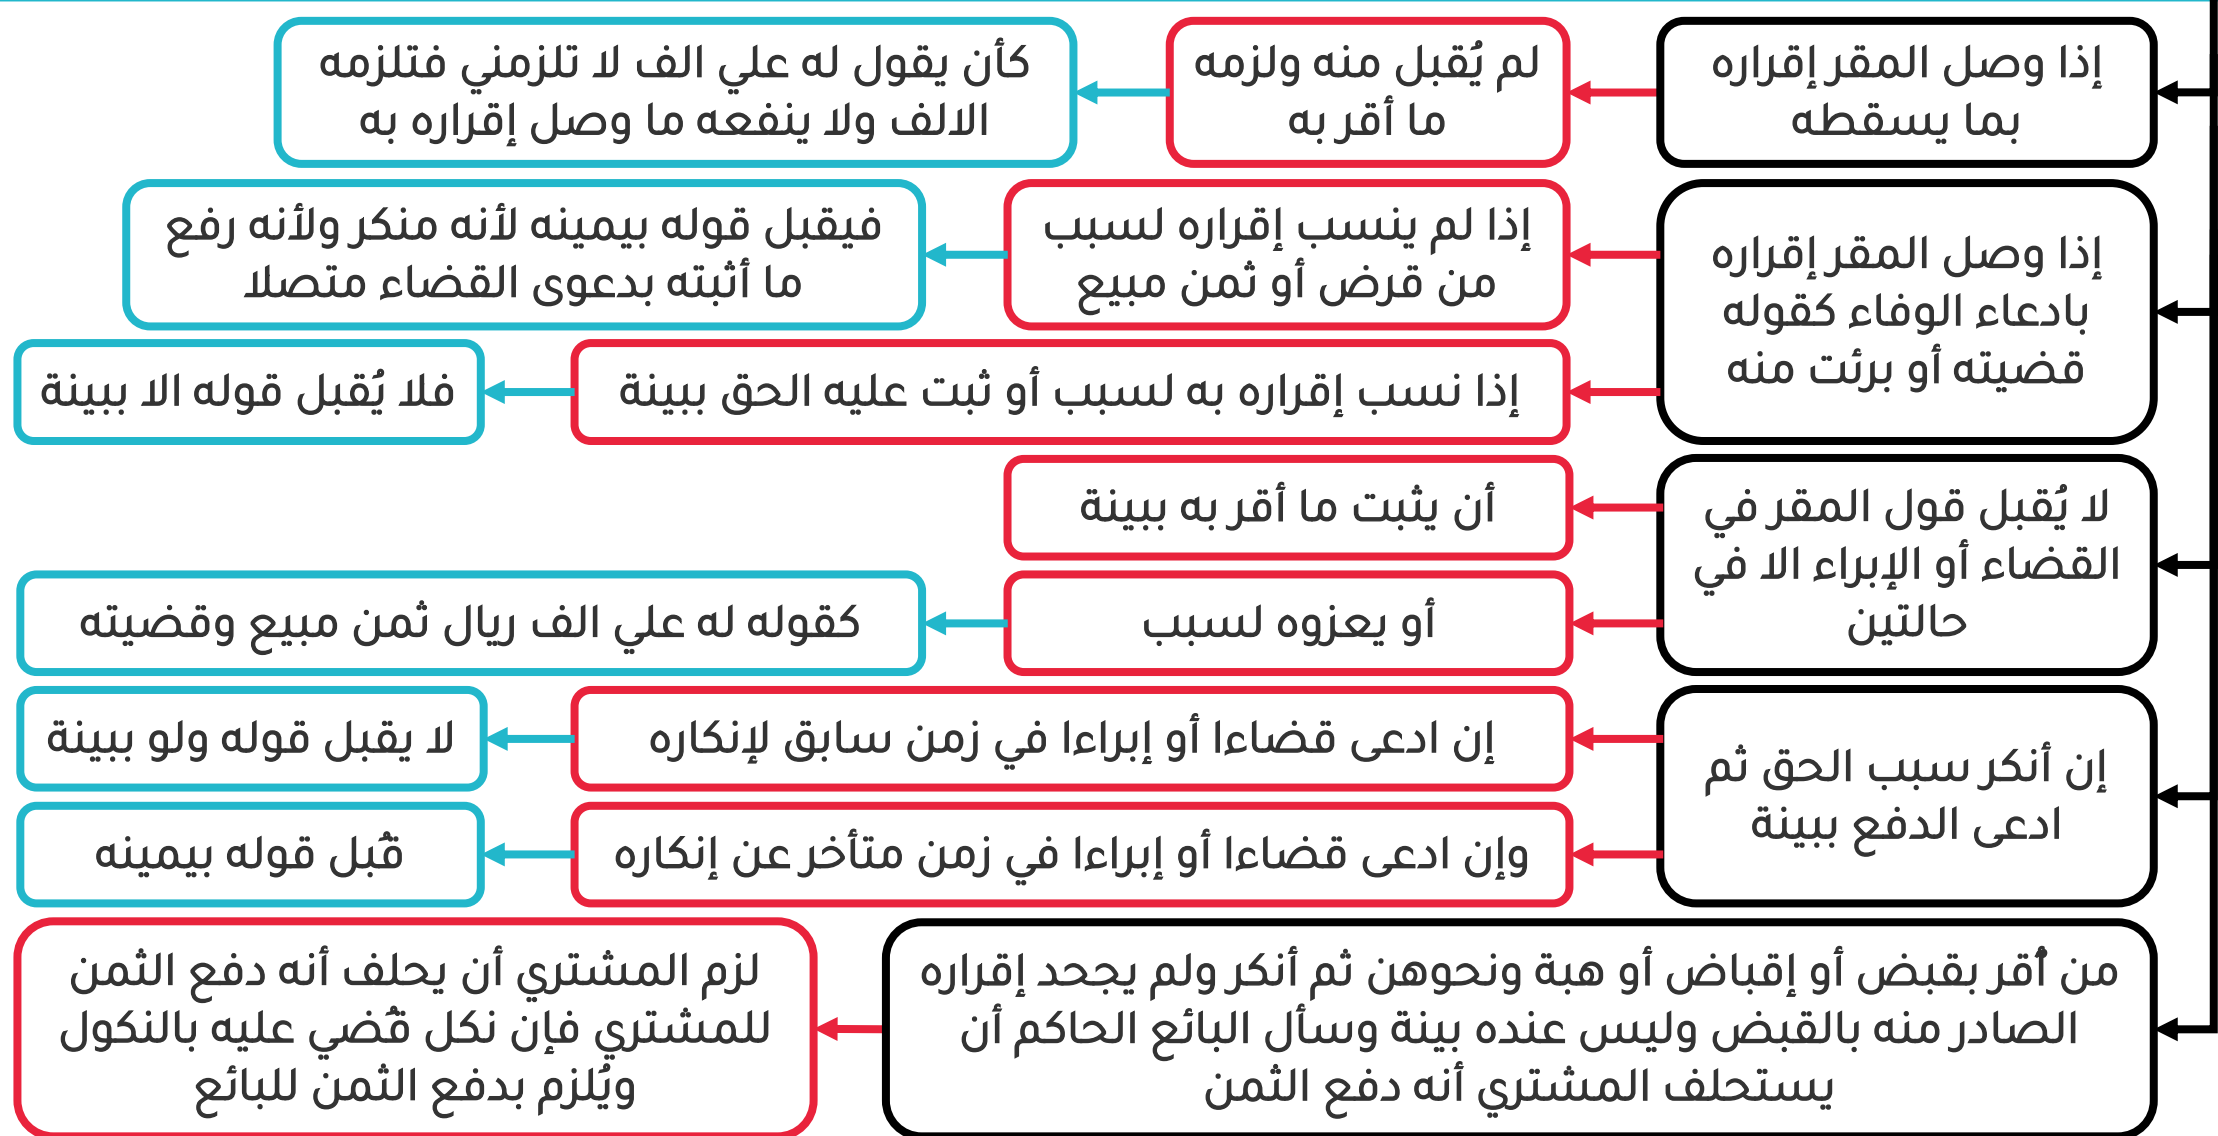 إذا وصل المقر إقراره
بما يسقطه
لم يُقبل منه ولزمه
ما أقر به
كأن يقول له علي الف لا تلزمني فتلزمه
الالف ولا ينفعه ما وصل إقراره به
إذا وصل المقر إقراره
بادعاء الوفاء كقوله
قضيته أو برئت منه
إذا لم ينسب إقراره لسبب
من قرض أو ثمن مبيع
فيقبل قوله بيمينه لأنه منكر ولأنه رفع
ما أثبته بدعوى القضاء متصلا
إذا نسب إقراره به لسبب أو ثبت عليه الحق ببينة
فلا يُقبل قوله الا ببينة
لا يُقبل قول المقر في
القضاء أو الإبراء الا في
حالتين
أن يثبت ما أقر به ببينة
أو يعزوه لسبب
كقوله له علي الف ريال ثمن مبيع وقضيته
إن أنكر سبب الحق ثم
ادعى الدفع ببينة
إن ادعى قضاءا أو إبراءا في زمن سابق لإنكاره
لا يقبل قوله ولو ببينة
وإن ادعى قضاءا أو إبراءا في زمن متأخر عن إنكاره
قُبل قوله بيمينه
من أقر بقبض أو إقباض أو هبة ونحوهن ثم أنكر ولم يجحد إقراره
الصادر منه بالقبض وليس عنده بينة وسأل البائع الحاكم أن
يستحلف المشتري أنه دفع الثمن
لزم المشتري أن يحلف أنه دفع الثمن
للمشتري فإن نكل قُضي عليه بالنكول
ويُلزم بدفع الثمن للبائع